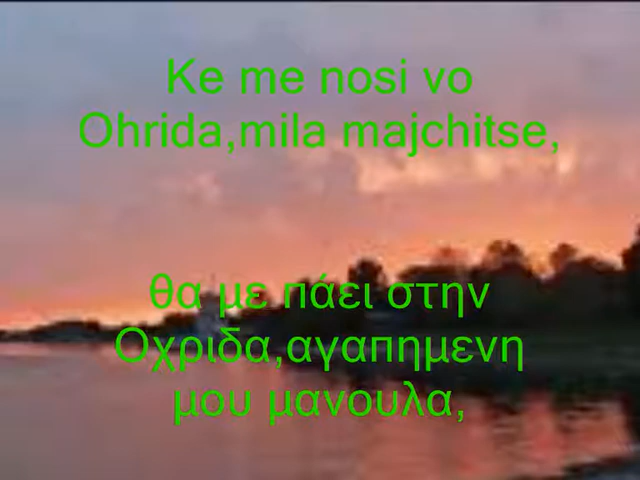 Ke me nosi vo
Ohrida,mila majchitse,
θα με πάει στην
Οχριδα,αγαπημενη
μου μανουλα,